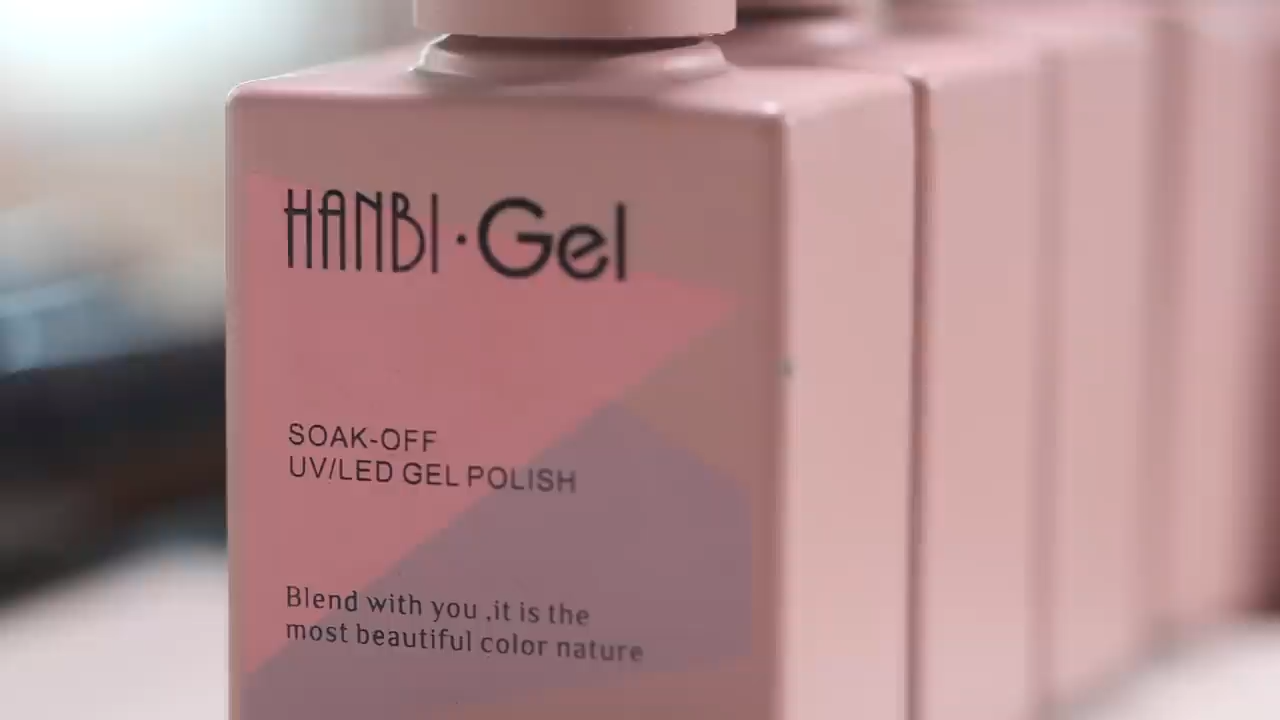 HANBI·Gel
SOAK-OFF
UV/LED GEL POLISH
Blend with you ,it is the
most beautiful color nature